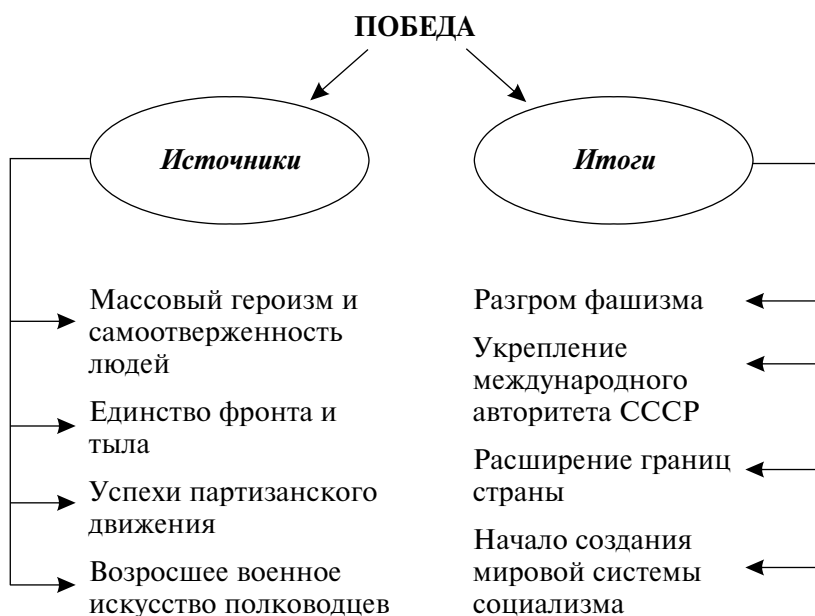 ПОБЕДА
Источники
Массовый героизм и
самоотверженность
людей
Единство фронта и
тыла
Успехи партизанского
движения
Возросшее военное
искусство полководцев
Итоги
Разгром фашизма
Укрепление
международного
авторитета СССР
Расширение границ
страны
Начало создания
мировой системы
социализма